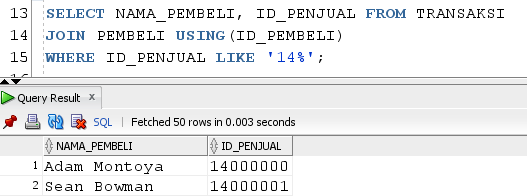 13 SELECT NAMA_PEMBELI, ID_PENJUAL FROM TRANSAKSI
14 JOIN PEMBELI USING(ID_PEMBELI)
15 WHERE ID_PENJUAL LIKE '14%';
Query Result x
SQL | Fetched 50 rows in 0.003 seconds
NAMA_PEMBELI ID_PENJUAL
1 Adam Montoya 14000000
2 Sean Bowman 14000001